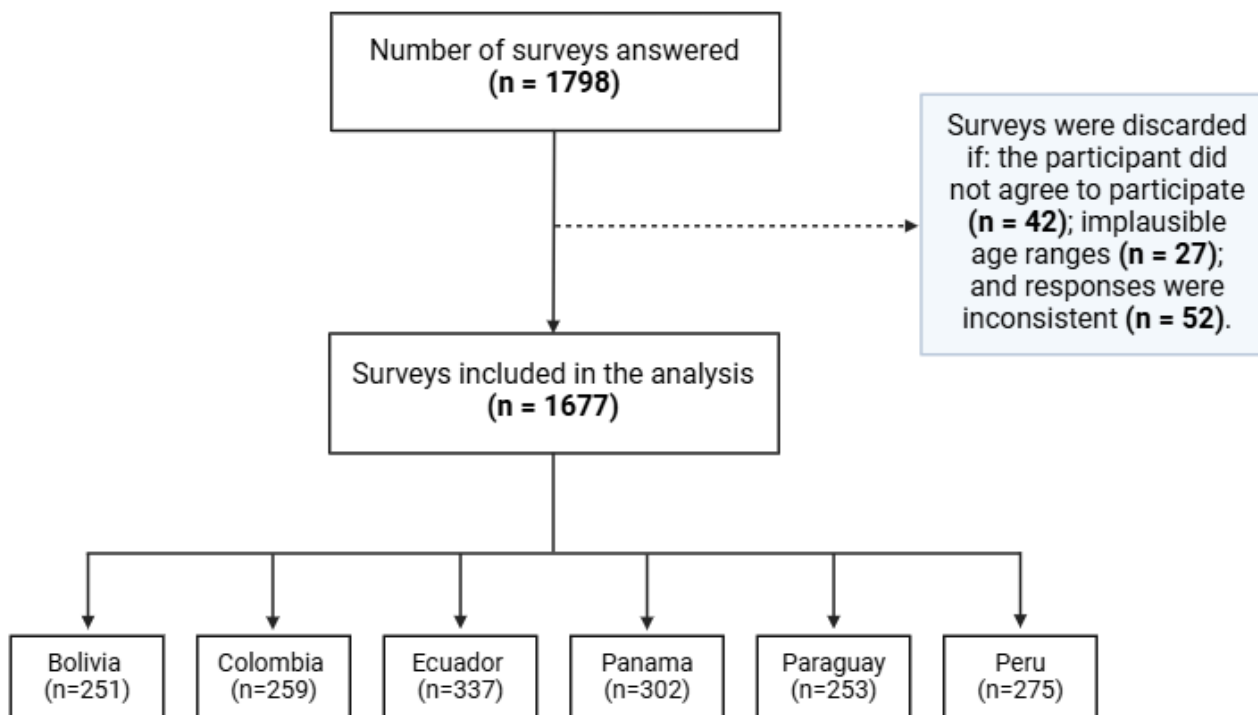 Number of surveys answered
(n = 1798)
Surveys were discarded
if: the participant did
not agree to participate
(n = 42); implausible
age ranges (n = 27);
and responses were
inconsistent (n = 52).
Surveys included in the analysis
(n = 1677)
Bolivia
(n=251)
Colombia
(n=259)
Ecuador
(n=337)
Panama
(n=302)
Paraguay
(n=253)
Peru
(n=275)